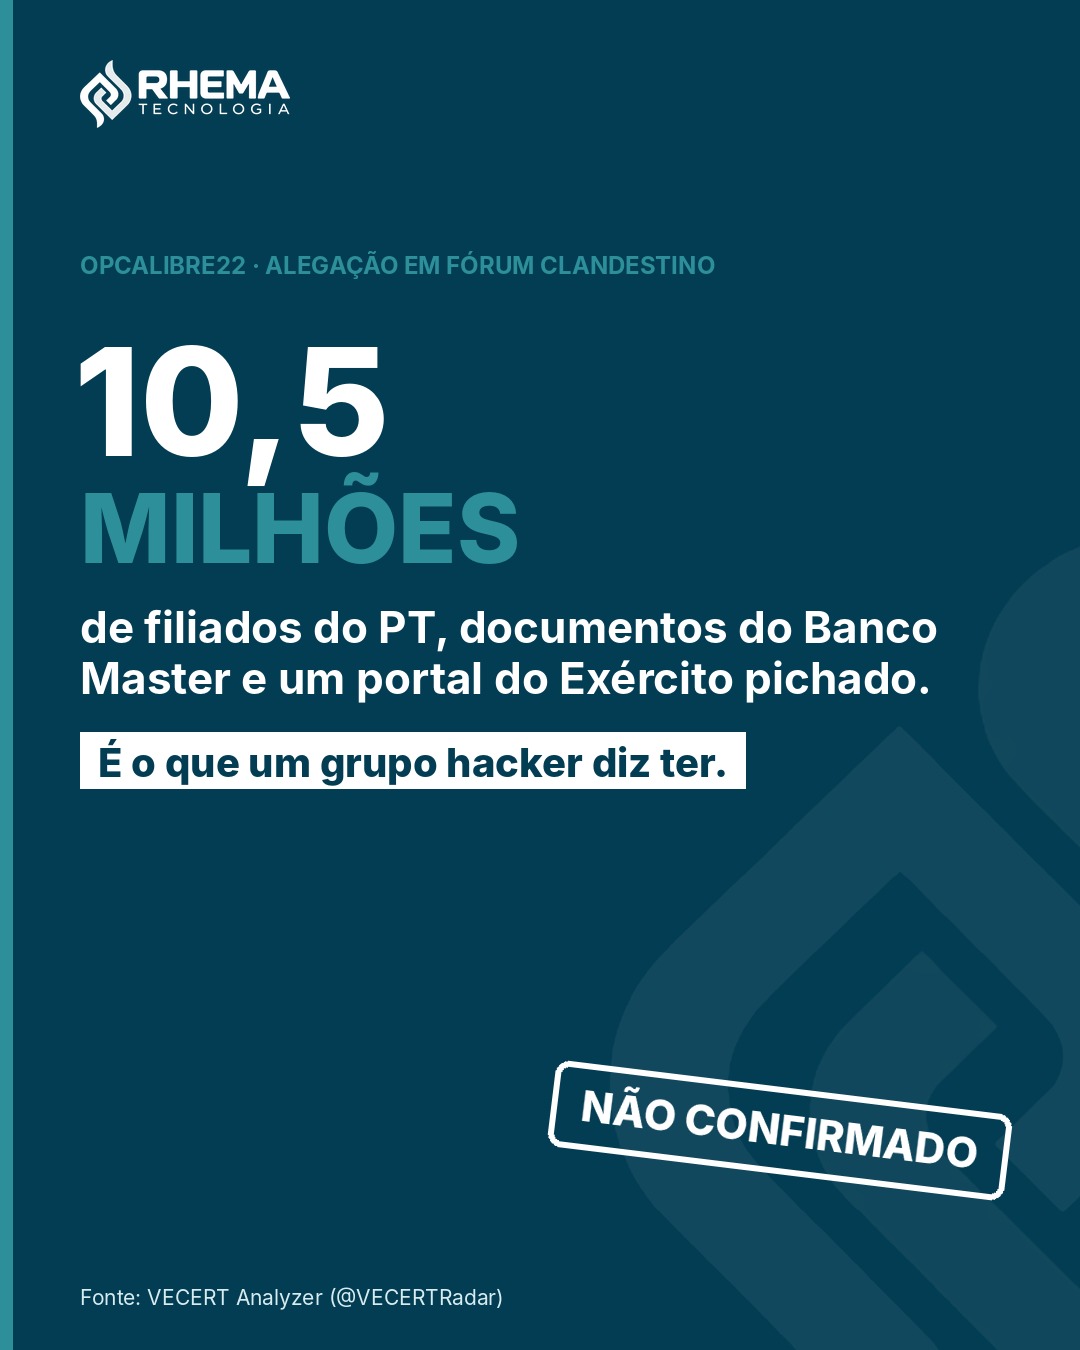 RHEMA
TECNOLOGIA
OPCALIBRE22 · ALEGAÇÃO EM FÓRUM CLANDESTINO
10,5
MILHÕES
de filiados do PT, documentos do Banco
Master e um portal do Exército pichado.
É o que um grupo hacker diz ter.
NÃO CONFIRMADO
Fonte: VECERT Analyzer (@VECERTRadar)